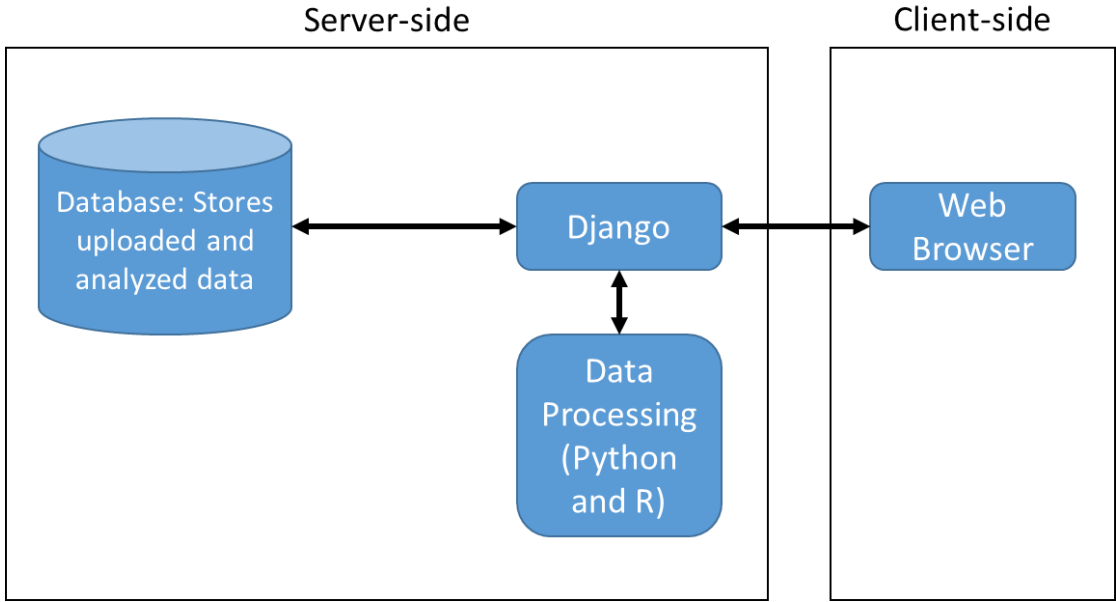 Server-side
Client-side
Database: Stores
uploaded and
analyzed data
Django
Web
Browser
Data
Processing
(Python
and R)